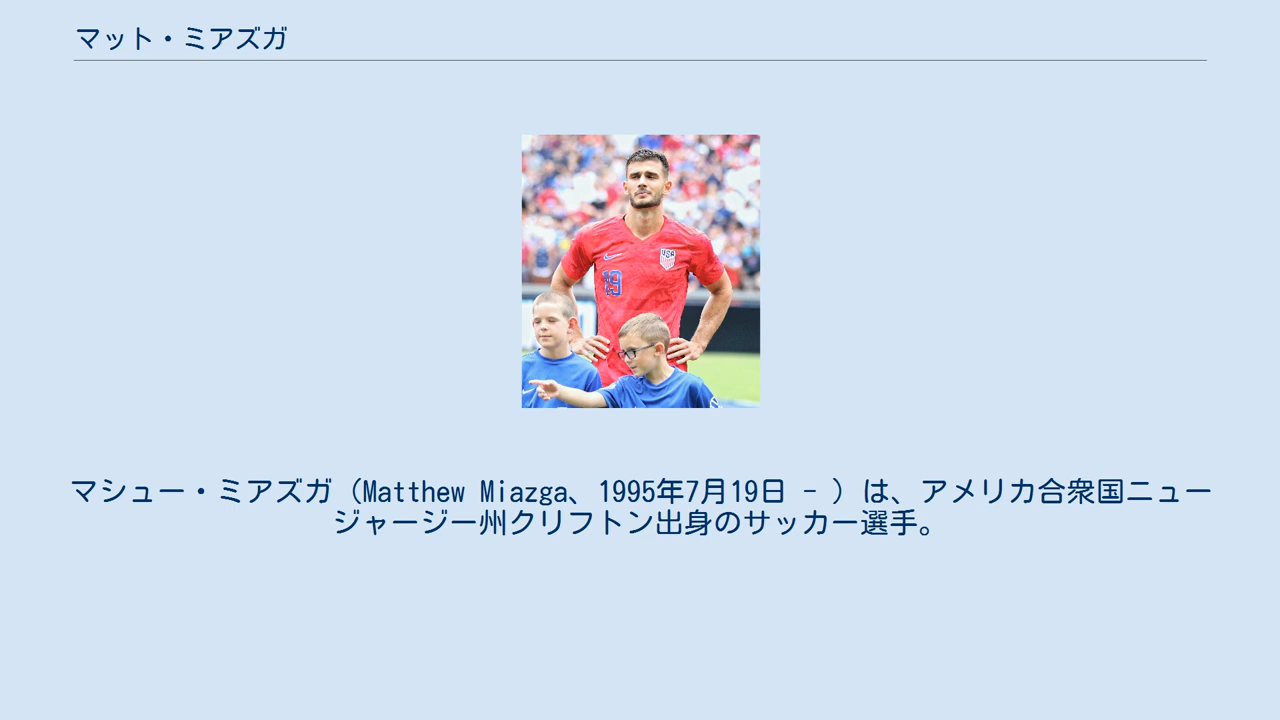 マット・ミアズガ
USA
19
マシュー・ミアズガ（Matthew Miazga、1995年7月19日 - ）は、アメリカ合衆国ニュー
ジャージー州クリフトン出身のサッカー選手。